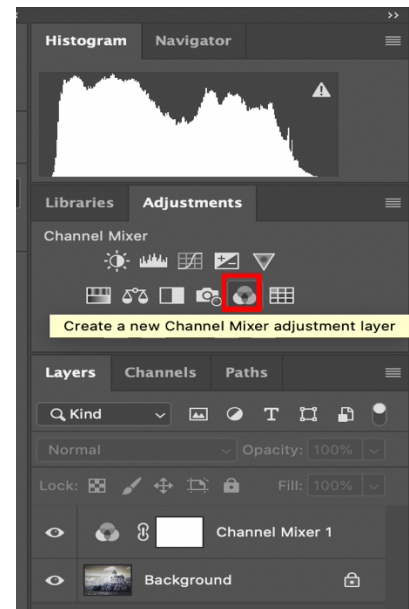 Histogram Navigator
Libraries Adjustments
Channel Mixer
Create a new Channel Mixer adjustment layer
Layers Channels Paths
Kind T
Normal Opacity: 100%
Lock: Fill: 100%
Channel Mixer 1
Background